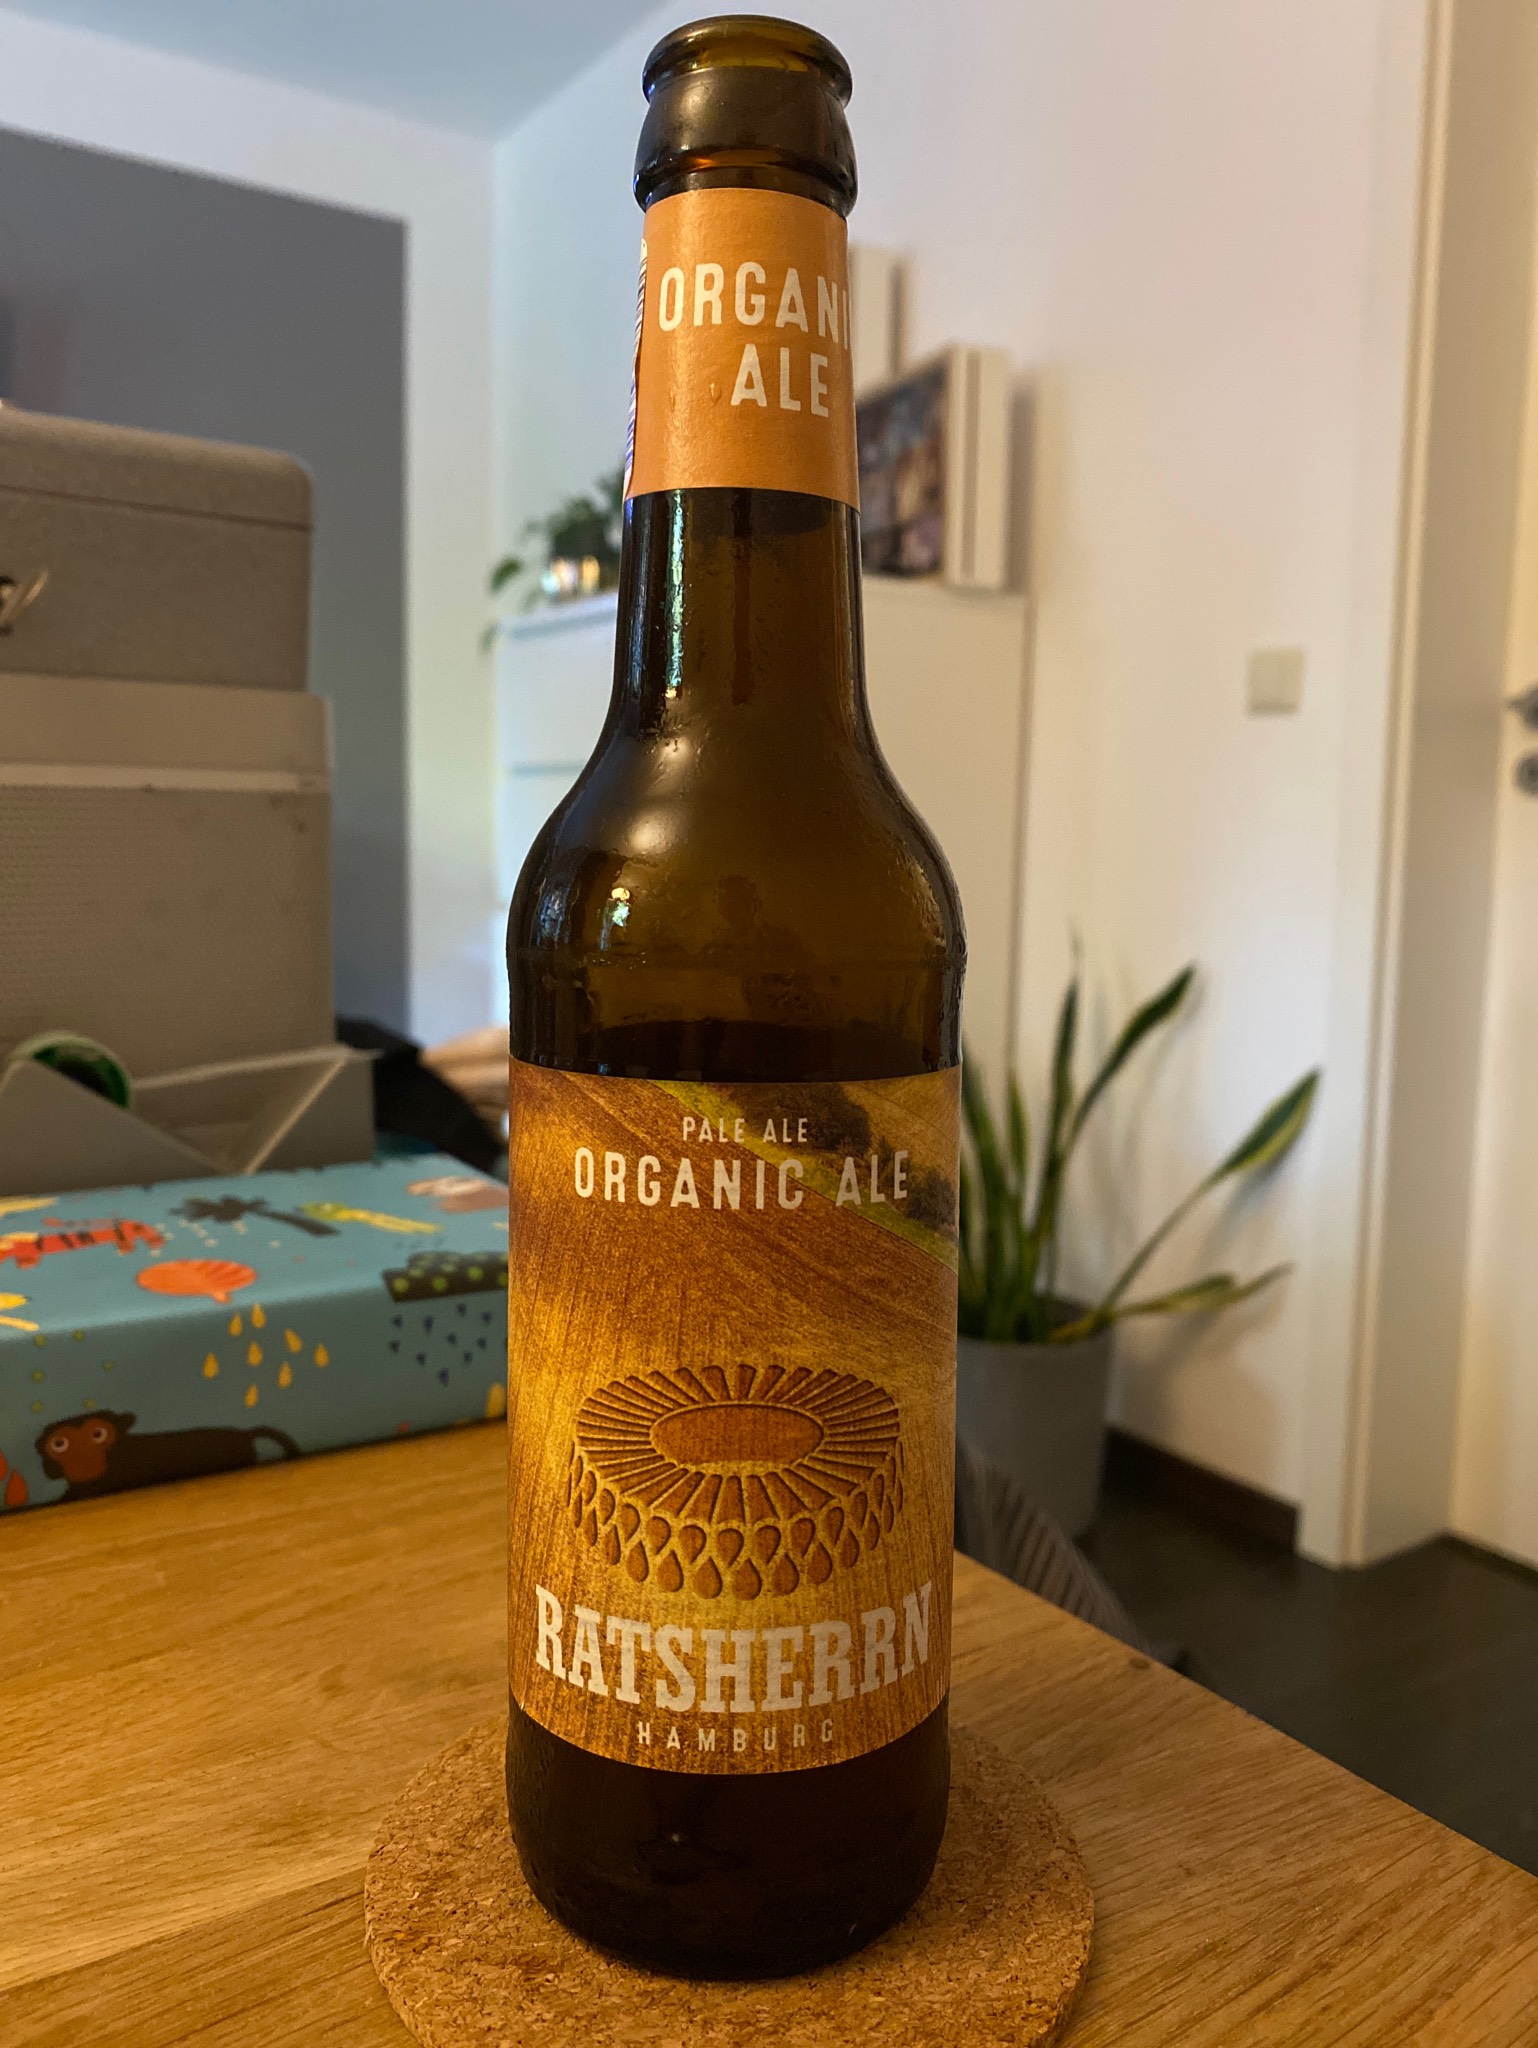 ORGANI
ALE
PALE ALE
ORGANIC ALE
RATSHERRN
HAMBURG